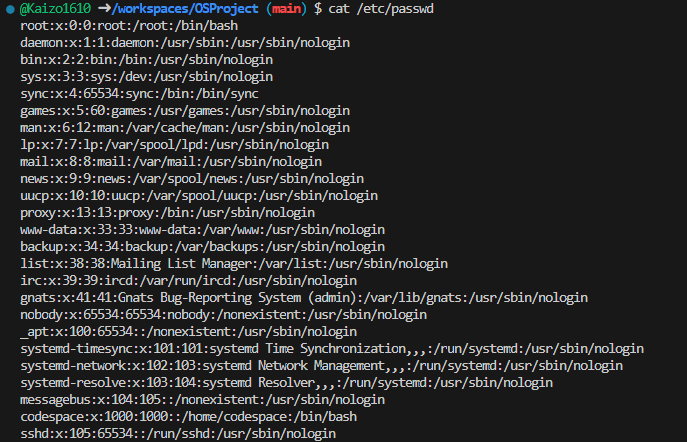 @Kaizo1610 ➜/workspaces/OSProject (main) $ cat /etc/passwd
root:x:0:0:root:/root:/bin/bash
daemon:x:1:1:daemon:/usr/sbin:/usr/sbin/nologin
bin:x:2:2:bin:/bin:/usr/sbin/nologin
sys:x:3:3:sys:/dev:/usr/sbin/nologin
sync:x:4:65534:sync:/bin:/bin/sync
games:x:5:60:games:/usr/games:/usr/sbin/nologin
man:x:6:12:man:/var/cache/man:/usr/sbin/nologin
lp:x:7:7:lp:/var/spool/lpd:/usr/sbin/nologin
mail:x:8:8:mail:/var/mail:/usr/sbin/nologin
news:x:9:9:news:/var/spool/news:/usr/sbin/nologin
uucp:x:10:10:uucp:/var/spool/uucp:/usr/sbin/nologin
proxy:x:13:13:proxy:/bin:/usr/sbin/nologin
www-data:x:33:33:www-data:/var/www:/usr/sbin/nologin
backup:x:34:34:backup:/var/backups:/usr/sbin/nologin
list:x:38:38:Mailing List Manager:/var/list:/usr/sbin/nologin
irc:x:39:39:ircd:/var/run/ircd:/usr/sbin/nologin
gnats:x:41:41:Gnats Bug-Reporting System (admin):/var/lib/gnats:/usr/sbin/nologin
nobody:x:65534:65534:nobody:/nonexistent:/usr/sbin/nologin
_apt:x:100:65534::/nonexistent:/usr/sbin/nologin
systemd-timesync:x:101:101:systemd Time Synchronization,,,:/run/systemd:/usr/sbin/nologin
systemd-network:x:102:103:systemd Network Management,,,:/run/systemd:/usr/sbin/nologin
systemd-resolve:x:103:104:systemd Resolver,,,:/run/systemd:/usr/sbin/nologin
messagebus:x:104:105::/nonexistent:/usr/sbin/nologin
codespace:x:1000:1000::/home/codespace:/bin/bash
sshd:x:105:65534::/run/sshd:/usr/sbin/nologin